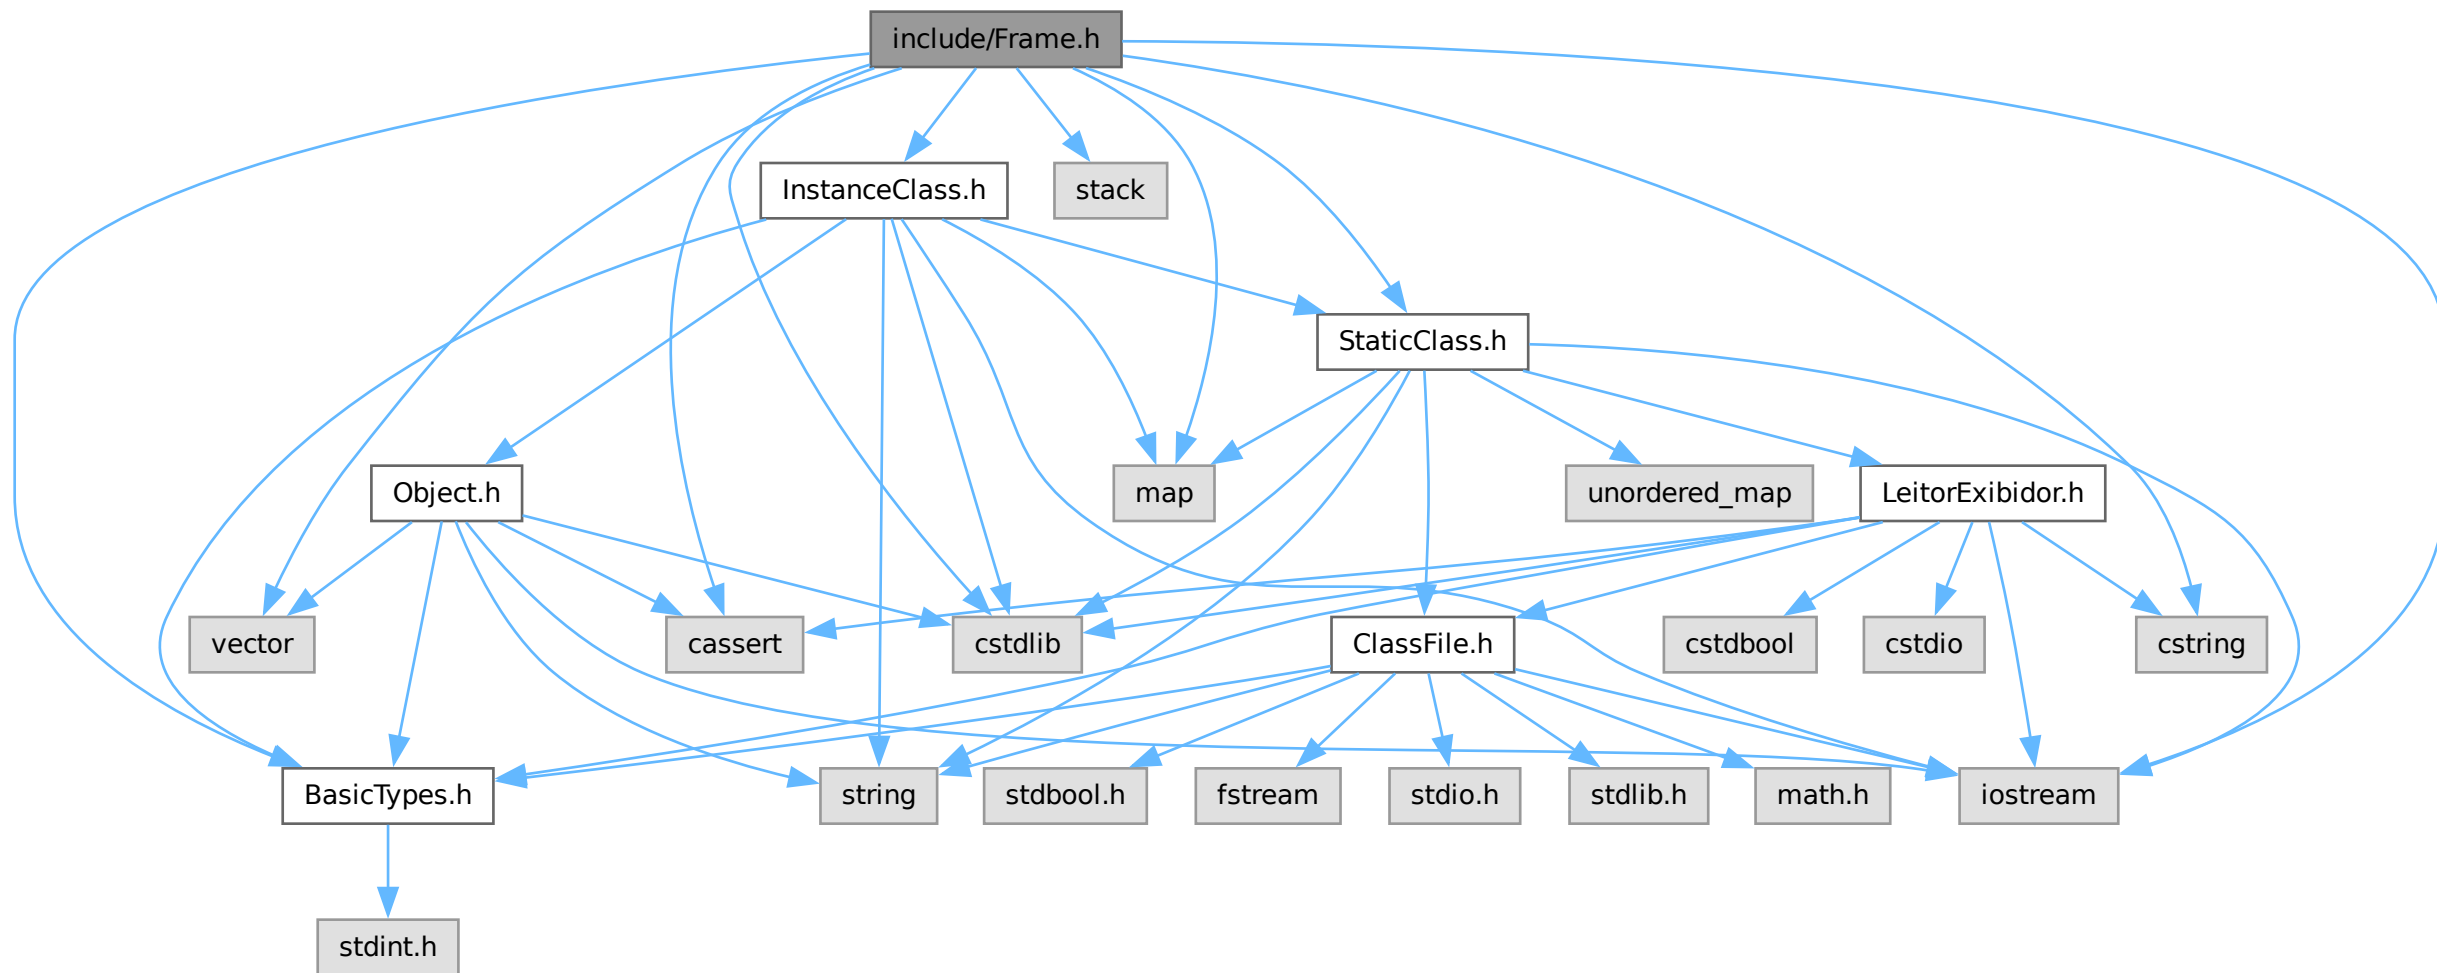 include/Frame.h
InstanceClass.h
stack
StaticClass.h
Object.h
map
unordered_map
LeitorExibidor.h
vector
cassert
cstdlib
ClassFile.h
cstdbool
cstdio
cstring
BasicTypes.h
string
stdbool.h
fstream
stdio.h
stdlib.h
math.h
iostream
stdint.h